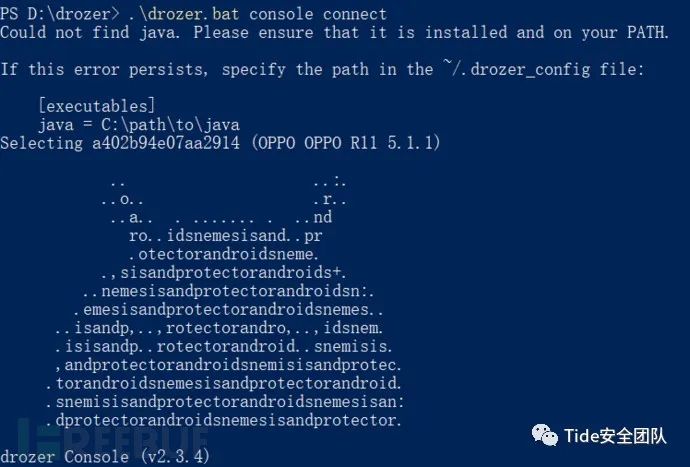 PS D:\drozer> .\drozer.bat console connect
Could not find java. Please ensure that it is installed and on your PATH.
If this error persists, specify the path in the ~/.drozer_config file:
[executables]
java = C:\path\to\java
Selecting a402b94e07aa2914 (OPPO OPPO R11 5.1.1)
.. ..:.
..o.. .r..
..a.. . ....... . ..nd
ro..idsnemesisand..pr
.otectorandroidsneme.
.,sisandprotectorandroids+.
..nemesisandprotectorandroidsn:.
.emesisandprotectorandroidsnemes..
..isandp,..,rotectorandro,..,idsnem.
.isisandp..rotectorandroid..snemisis.
,andprotectorandroidsnemisisandprotec.
.torandroidsnemesisandprotectorandroid.
.snemisisandprotectorandroidsnemesisan:
.dprotectorandroidsnemesisandprotector.
drozer Console (v2.3.4)
Tide安全团队